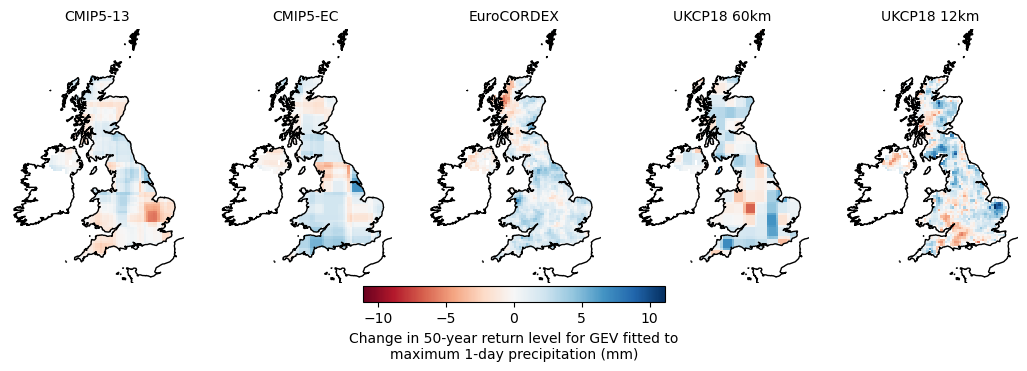 CMIP5-13 CMIP5-EC EuroCORDEX UKCP18 60km UKCP18 12km
−10 −5 0 5 10
Change in 50-year return level for GEV fitted to
maximum 1-day precipitation (mm)